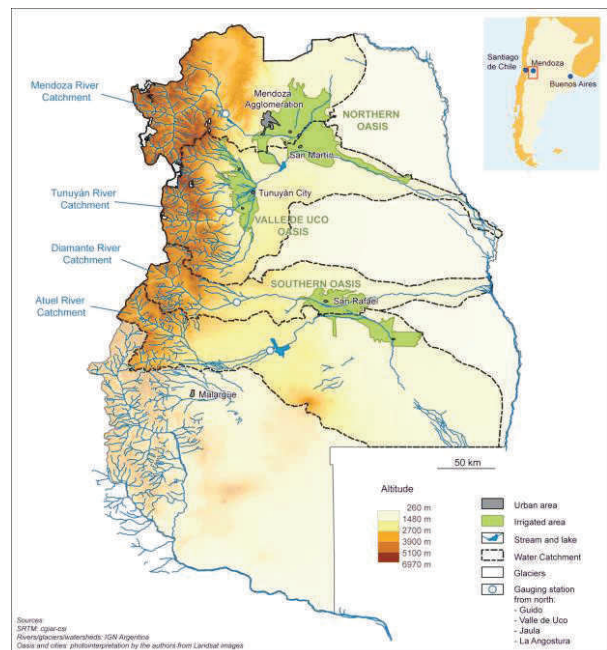 Santiago
de Chile
Mendoza
Buenos Aires
Mendoza River
Catchment
Mendoza
Agglomeration
NORTHERN
OASIS
San Martin
Tunuyán River
Catchment
Tunuyán City
VALLE DE UCO
OASIS
Diamante River
Catchment
SOUTHERN OASIS
San Rafael
Atuel River
Catchment
Malargüe
50 km
Altitude
260 m
1480 m
2700 m
3900 m
5100 m
6970 m
Urban area
Irrigated area
Stream and lake
Water Catchment
Glaciers
Gauging station
from north:
- Guido
- Valle de Uco
- Jaula
- La Angostura
Sources
SRTM: cgiar-csi
Rivers/glaciers/watersheds: IGN Argentina
Oasis and cities: photointerpretation by the authors from Landsat images